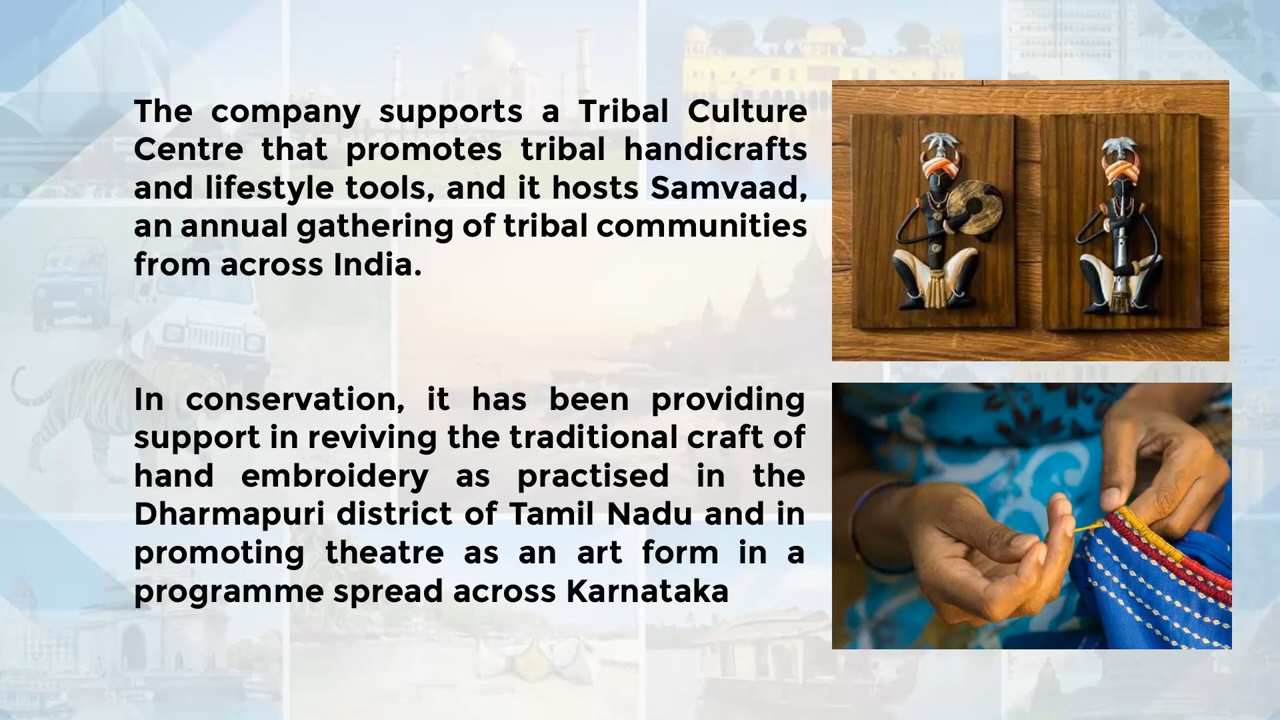 The company supports a Tribal Culture
Centre that promotes tribal handicrafts
and lifestyle tools, and it hosts Samvaad,
an annual gathering of tribal communities
from across India.
In conservation, it has been providing
support in reviving the traditional craft of
hand embroidery as practised in the
Dharmapuri district of Tamil Nadu and in
promoting theatre as an art form in a
programme spread across Karnataka